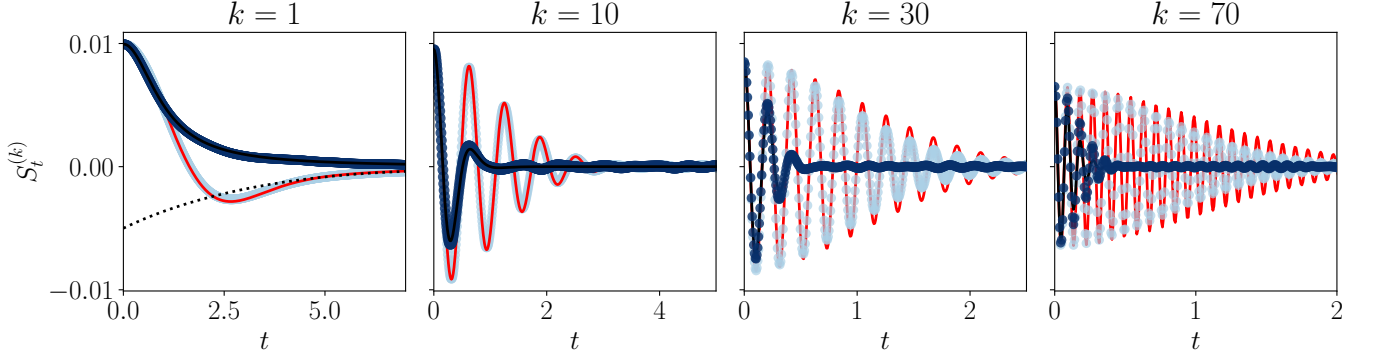 k = 1
k = 10
k = 30
k = 70
S_t^{(k)}
0.01
0.00
−0.01
0.0 2.5 5.0
0 2 4
0 1 2
0 1 2
t
t
t
t